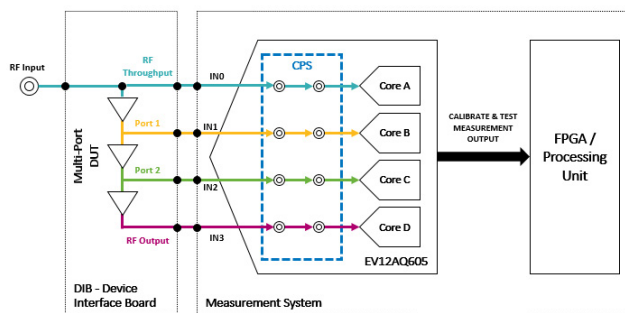 RF Input
RF
Throughput
IN0
CPS
Core A
Port 1
IN1
Core B
Multi-Port
DUT
Port 2
IN2
Core C
RF Output
IN3
Core D
EV12AQ605
CALIBRATE & TEST
MEASUREMENT
OUTPUT
FPGA /
Processing
Unit
DIB - Device
Interface Board
Measurement System